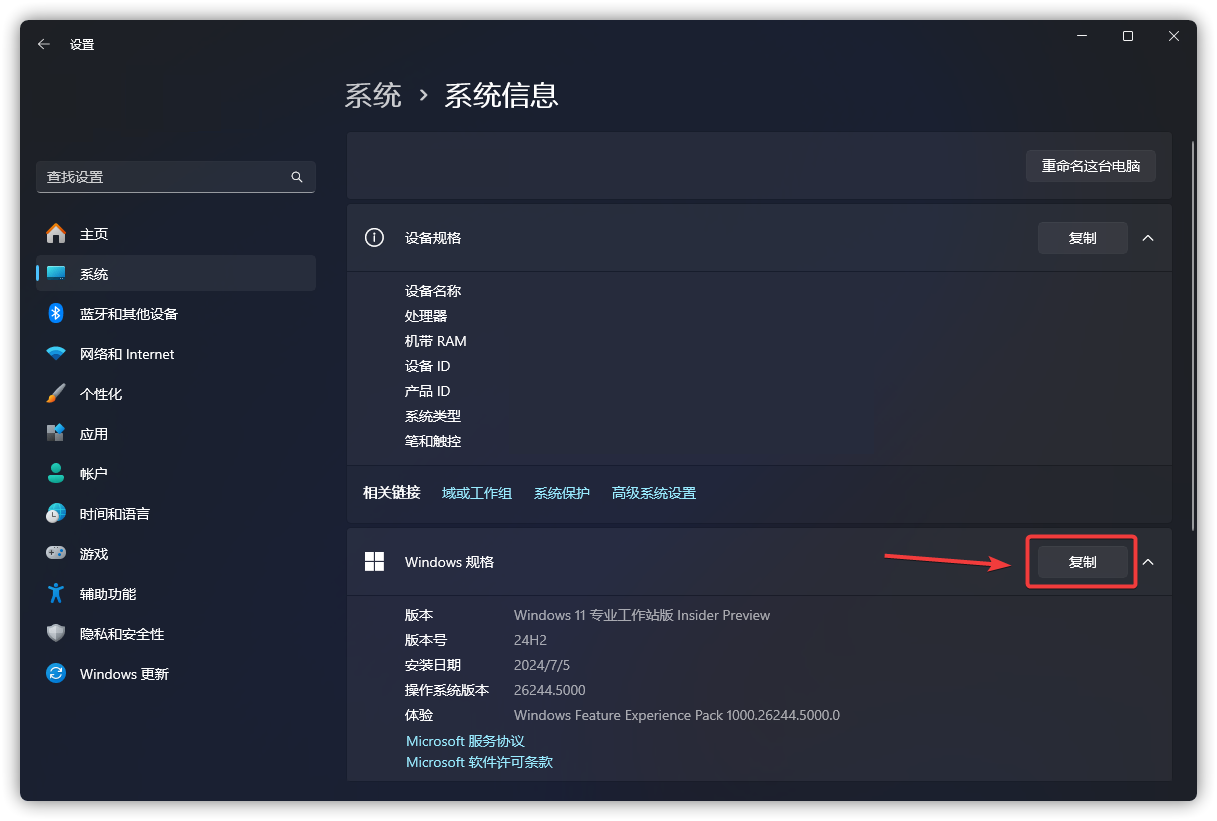 设置
系统 › 系统信息
查找设置
主页
系统
蓝牙和其他设备
网络和 Internet
个性化
应用
帐户
时间和语言
游戏
辅助功能
隐私和安全性
Windows 更新
重命名这台电脑
设备规格 复制
设备名称
处理器
机带 RAM
设备 ID
产品 ID
系统类型
笔和触控
相关链接 域或工作组 系统保护 高级系统设置
Windows 规格 复制
版本 Windows 11 专业工作站版 Insider Preview
版本号 24H2
安装日期 2024/7/5
操作系统版本 26244.5000
体验 Windows Feature Experience Pack 1000.26244.5000.0
Microsoft 服务协议
Microsoft 软件许可条款